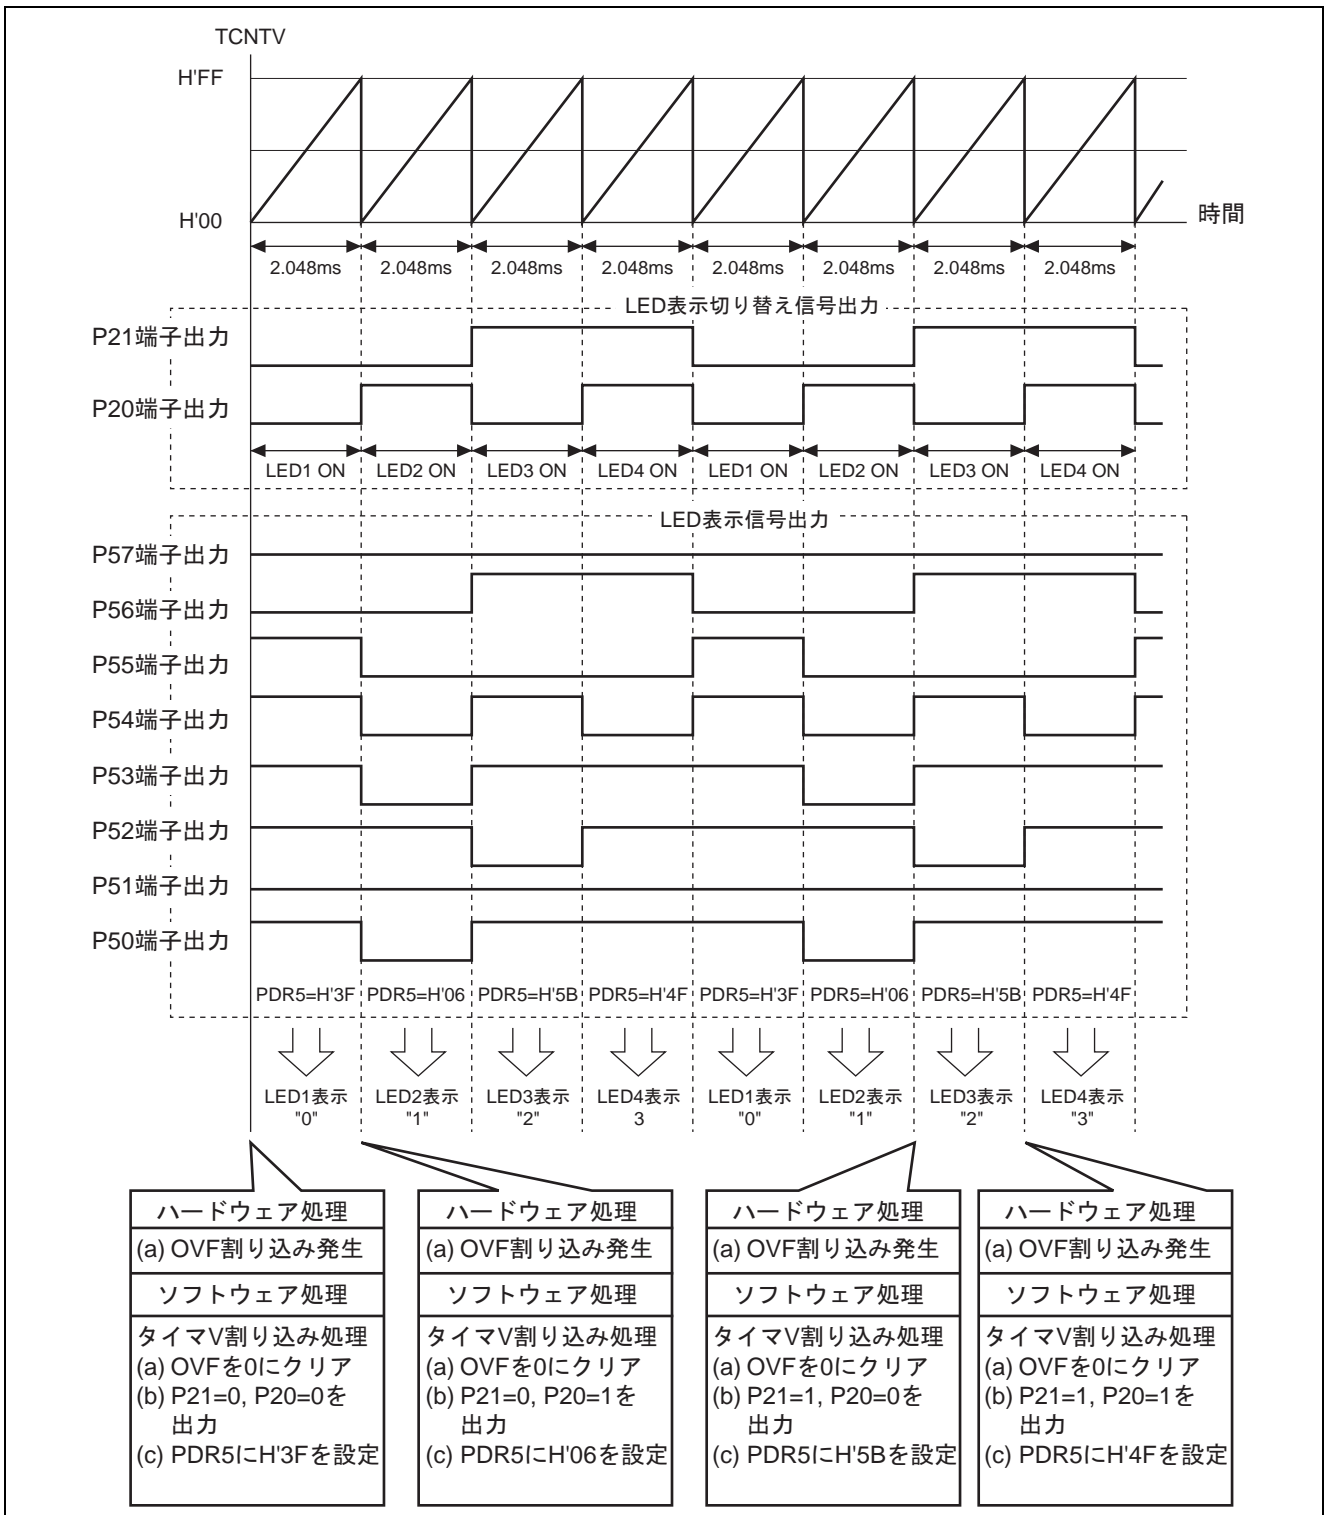 TCNTV
H'FF
H'00
時間
2.048ms 2.048ms 2.048ms 2.048ms 2.048ms 2.048ms 2.048ms 2.048ms
LED表示切り替え信号出力
P21端子出力
P20端子出力
LED1 ON LED2 ON LED3 ON LED4 ON LED1 ON LED2 ON LED3 ON LED4 ON
LED表示信号出力
P57端子出力
P56端子出力
P55端子出力
P54端子出力
P53端子出力
P52端子出力
P51端子出力
P50端子出力
PDR5=H'3F PDR5=H'06 PDR5=H'5B PDR5=H'4F PDR5=H'3F PDR5=H'06 PDR5=H'5B PDR5=H'4F
LED1表示 LED2表示 LED3表示 LED4表示 LED1表示 LED2表示 LED3表示 LED4表示
"0" "1" "2" 3 "0" "1" "2" "3"
ハードウェア処理
(a) OVF割り込み発生
ソフトウェア処理
タイマV割り込み処理
(a) OVFを0にクリア
(b) P21=0, P20=0を
出力
(c) PDR5にH'3Fを設定
ハードウェア処理
(a) OVF割り込み発生
ソフトウェア処理
タイマV割り込み処理
(a) OVFを0にクリア
(b) P21=0, P20=1を
出力
(c) PDR5にH'06を設定
ハードウェア処理
(a) OVF割り込み発生
ソフトウェア処理
タイマV割り込み処理
(a) OVFを0にクリア
(b) P21=1, P20=0を
出力
(c) PDR5にH'5Bを設定
ハードウェア処理
(a) OVF割り込み発生
ソフトウェア処理
タイマV割り込み処理
(a) OVFを0にクリア
(b) P21=1, P20=1を
出力
(c) PDR5にH'4Fを設定